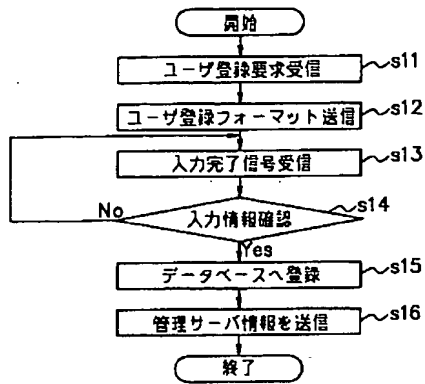 開始
ユーザ登録要求受信 s11
ユーザ登録フォーマット送信 s12
入力完了信号受信 s13
No 入力情報確認 s14
Yes
データベースへ登録 s15
管理サーバ情報を送信 s16
終了